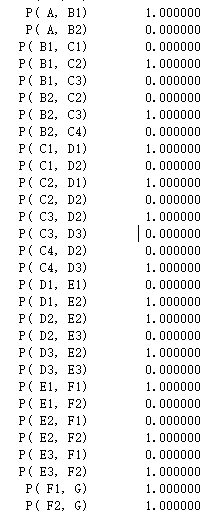 P( A, B1) 1.000000
P( A, B2) 0.000000
P( B1, C1) 0.000000
P( B1, C2) 1.000000
P( B1, C3) 0.000000
P( B2, C2) 0.000000
P( B2, C3) 1.000000
P( B2, C4) 0.000000
P( C1, D1) 1.000000
P( C1, D2) 0.000000
P( C2, D1) 1.000000
P( C2, D2) 0.000000
P( C3, D2) 1.000000
P( C3, D3) 0.000000
P( C4, D2) 0.000000
P( C4, D3) 1.000000
P( D1, E1) 0.000000
P( D1, E2) 1.000000
P( D2, E2) 1.000000
P( D2, E3) 0.000000
P( D3, E2) 1.000000
P( D3, E3) 0.000000
P( E1, F1) 1.000000
P( E1, F2) 0.000000
P( E2, F1) 0.000000
P( E2, F2) 1.000000
P( E3, F1) 0.000000
P( E3, F2) 1.000000
P( F1, G) 1.000000
P( F2, G) 1.000000